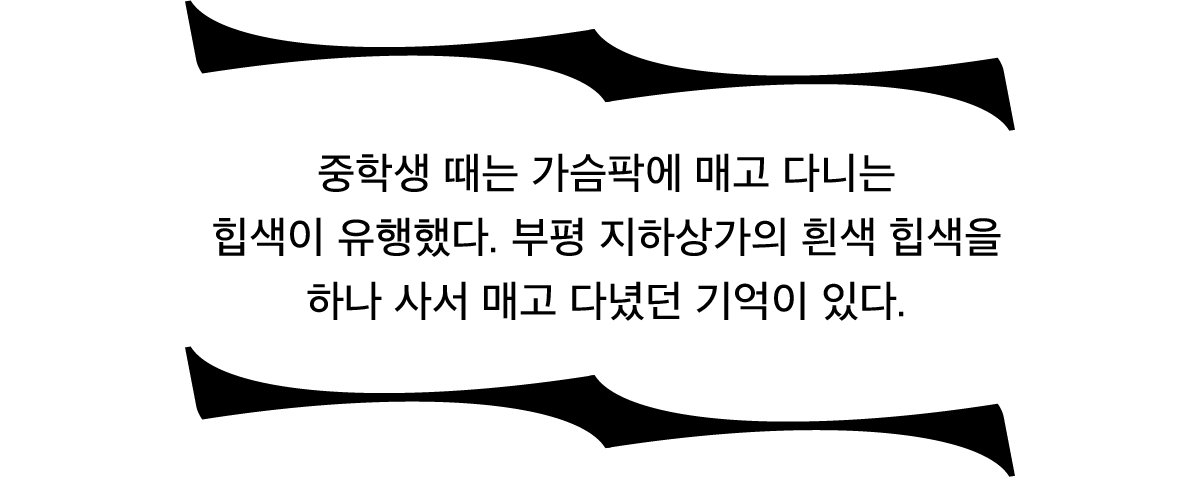 중학생 때는 가슴팍에 매고 다니는
힙색이 유행했다. 부평 지하상가의 흰색 힙색을
하나 사서 매고 다녔던 기억이 있다.